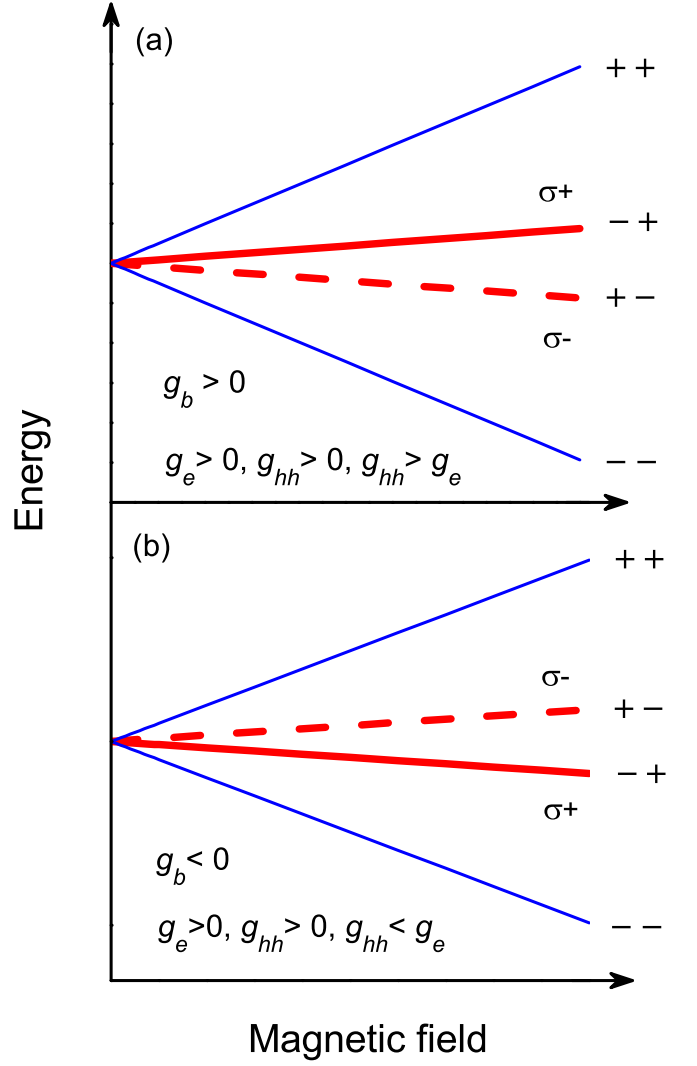 (a)
+ +
σ+
− +
+ −
σ-
g_b > 0
g_e > 0, g_hh > 0, g_hh > g_e
− −
Energy
(b)
+ +
σ-
+ −
− +
σ+
g_b < 0
g_e >0, g_hh > 0, g_hh < g_e
− −
Magnetic field